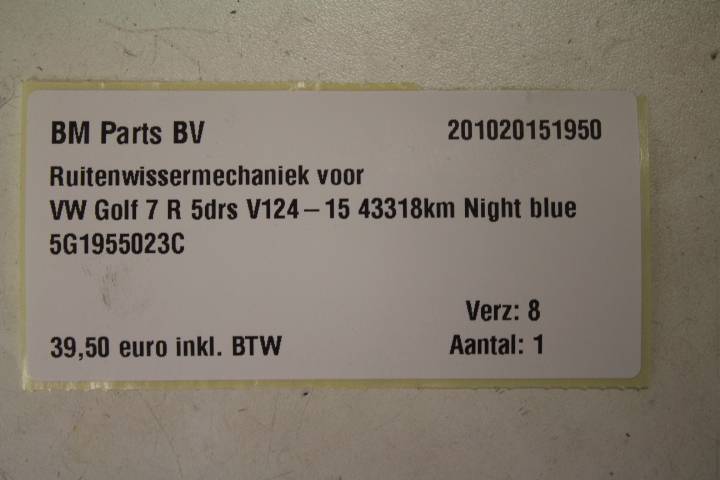 BM Parts BV 201020151950
Ruitenwissermechaniek voor
VW Golf 7 R 5drs V124 – 15 43318km Night blue
5G1955023C
Verz: 8
39,50 euro inkl. BTW Aantal: 1